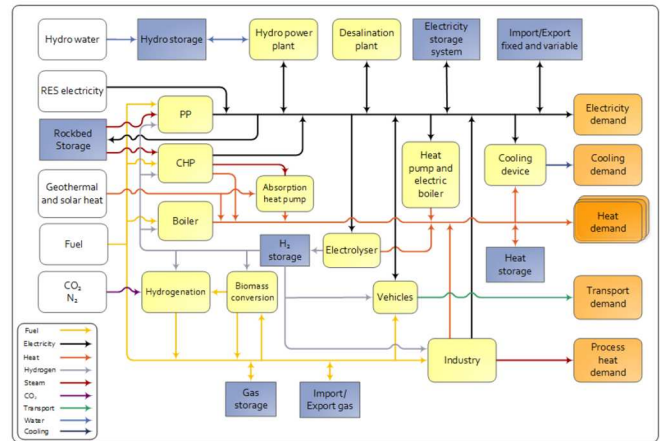 Hydro water
Hydro storage
Hydro power
plant
Desalination
plant
Electricity
storage
system
Import/Export
fixed and variable
RES electricity
PP
Electricity
demand
Rockbed
Storage
CHP
Heat
pump and
electric
boiler
Cooling
device
Cooling
demand
Geothermal
and solar heat
Absorption
heat pump
Boiler
Heat
demand
Fuel
H₂
storage
Electrolyser
Heat
storage
CO₂
N₂
Hydrogenation
Biomass
conversion
Vehicles
Transport
demand
Industry
Process
heat
demand
Gas
storage
Import/
Export gas
Fuel
Electricity
Heat
Hydrogen
Steam
CO₂
Transport
Water
Cooling